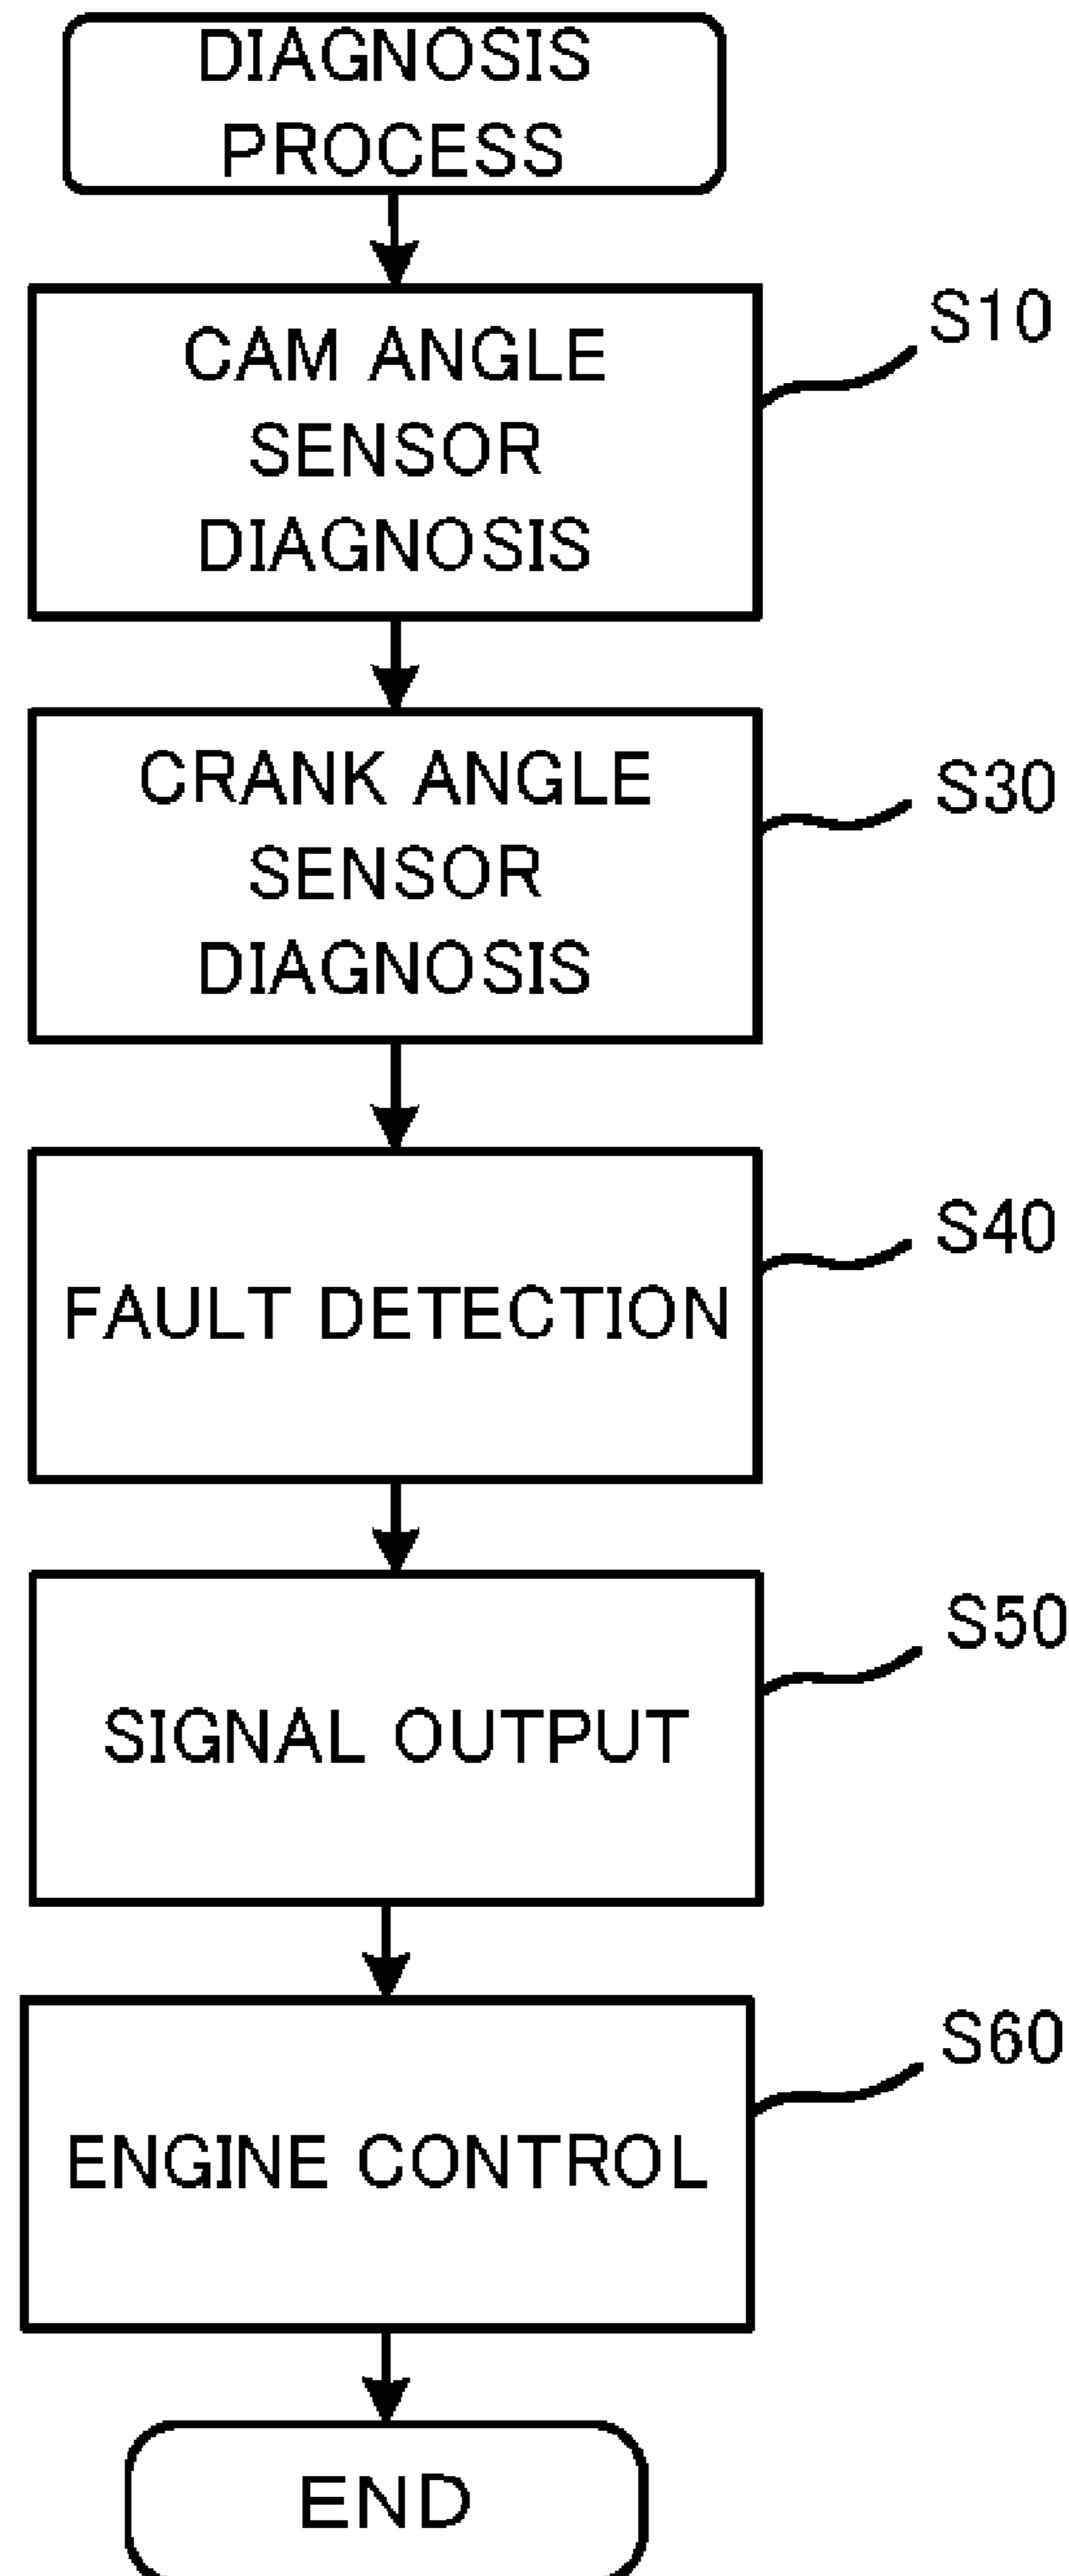 DIAGNOSIS
PROCESS
S10
CAM ANGLE
SENSOR
DIAGNOSIS
S30
CRANK ANGLE
SENSOR
DIAGNOSIS
S40
FAULT DETECTION
S50
SIGNAL OUTPUT
S60
ENGINE CONTROL
END